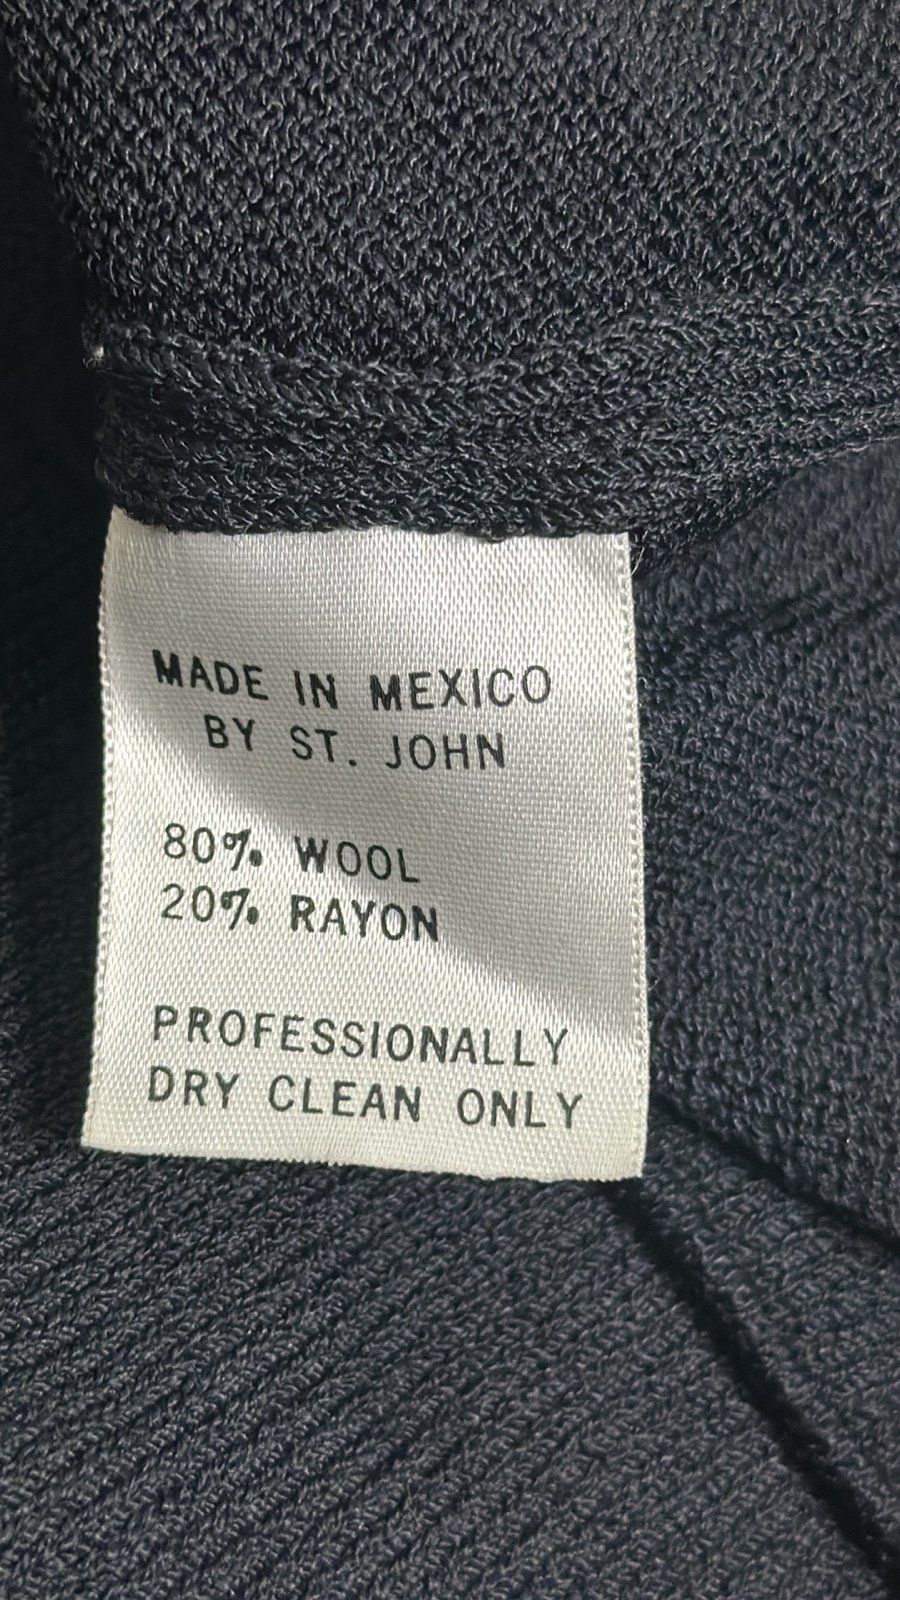 MADE IN MEXICO
BY ST. JOHN
80% WOOL
20% RAYON
PROFESSIONALLY
DRY CLEAN ONLY